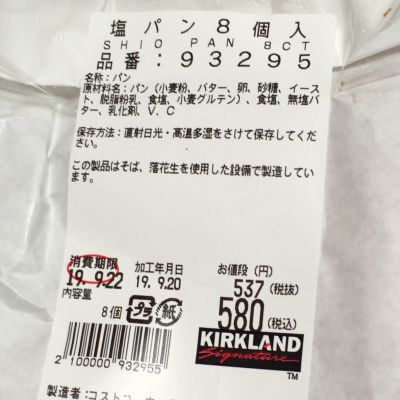 塩パン8個入
SHIO PAN 8CT
品番:93295
名称:パン
原材料名:パン(小麦粉、バター、卵、砂糖、イースト、脱脂粉乳、食塩、小麦グルテン)、食塩、無塩バター、乳化剤、V.C
保存方法:直射日光・高温多湿をさけて保存してください。
この製品はそば、落花生を使用した設備で製造しています。
消費期限 加工年月日 お値段(円)
19. 9.22 19. 9.20 537(税抜)
内容量 580(税込)
8個 プラ 紙
KIRKLAND
Signature™
2100000 932955
製造者:コストコ